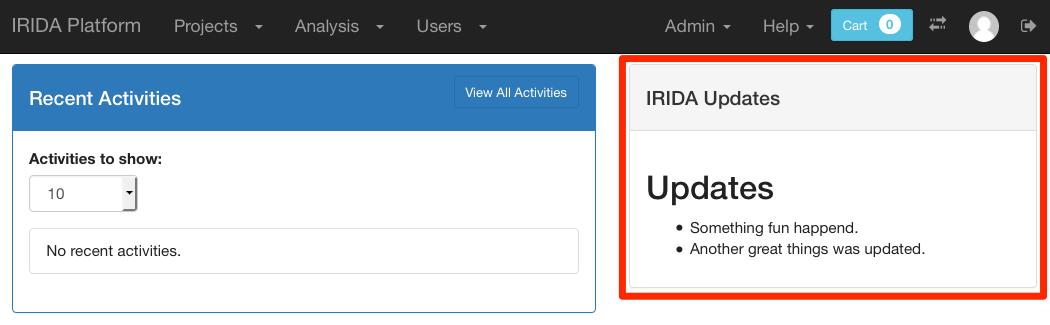 IRIDA Platform Projects Analysis Users Admin Help Cart 0
Recent Activities View All Activities
Activities to show:
10
No recent activities.
IRIDA Updates
Updates
Something fun happend.
Another great things was updated.